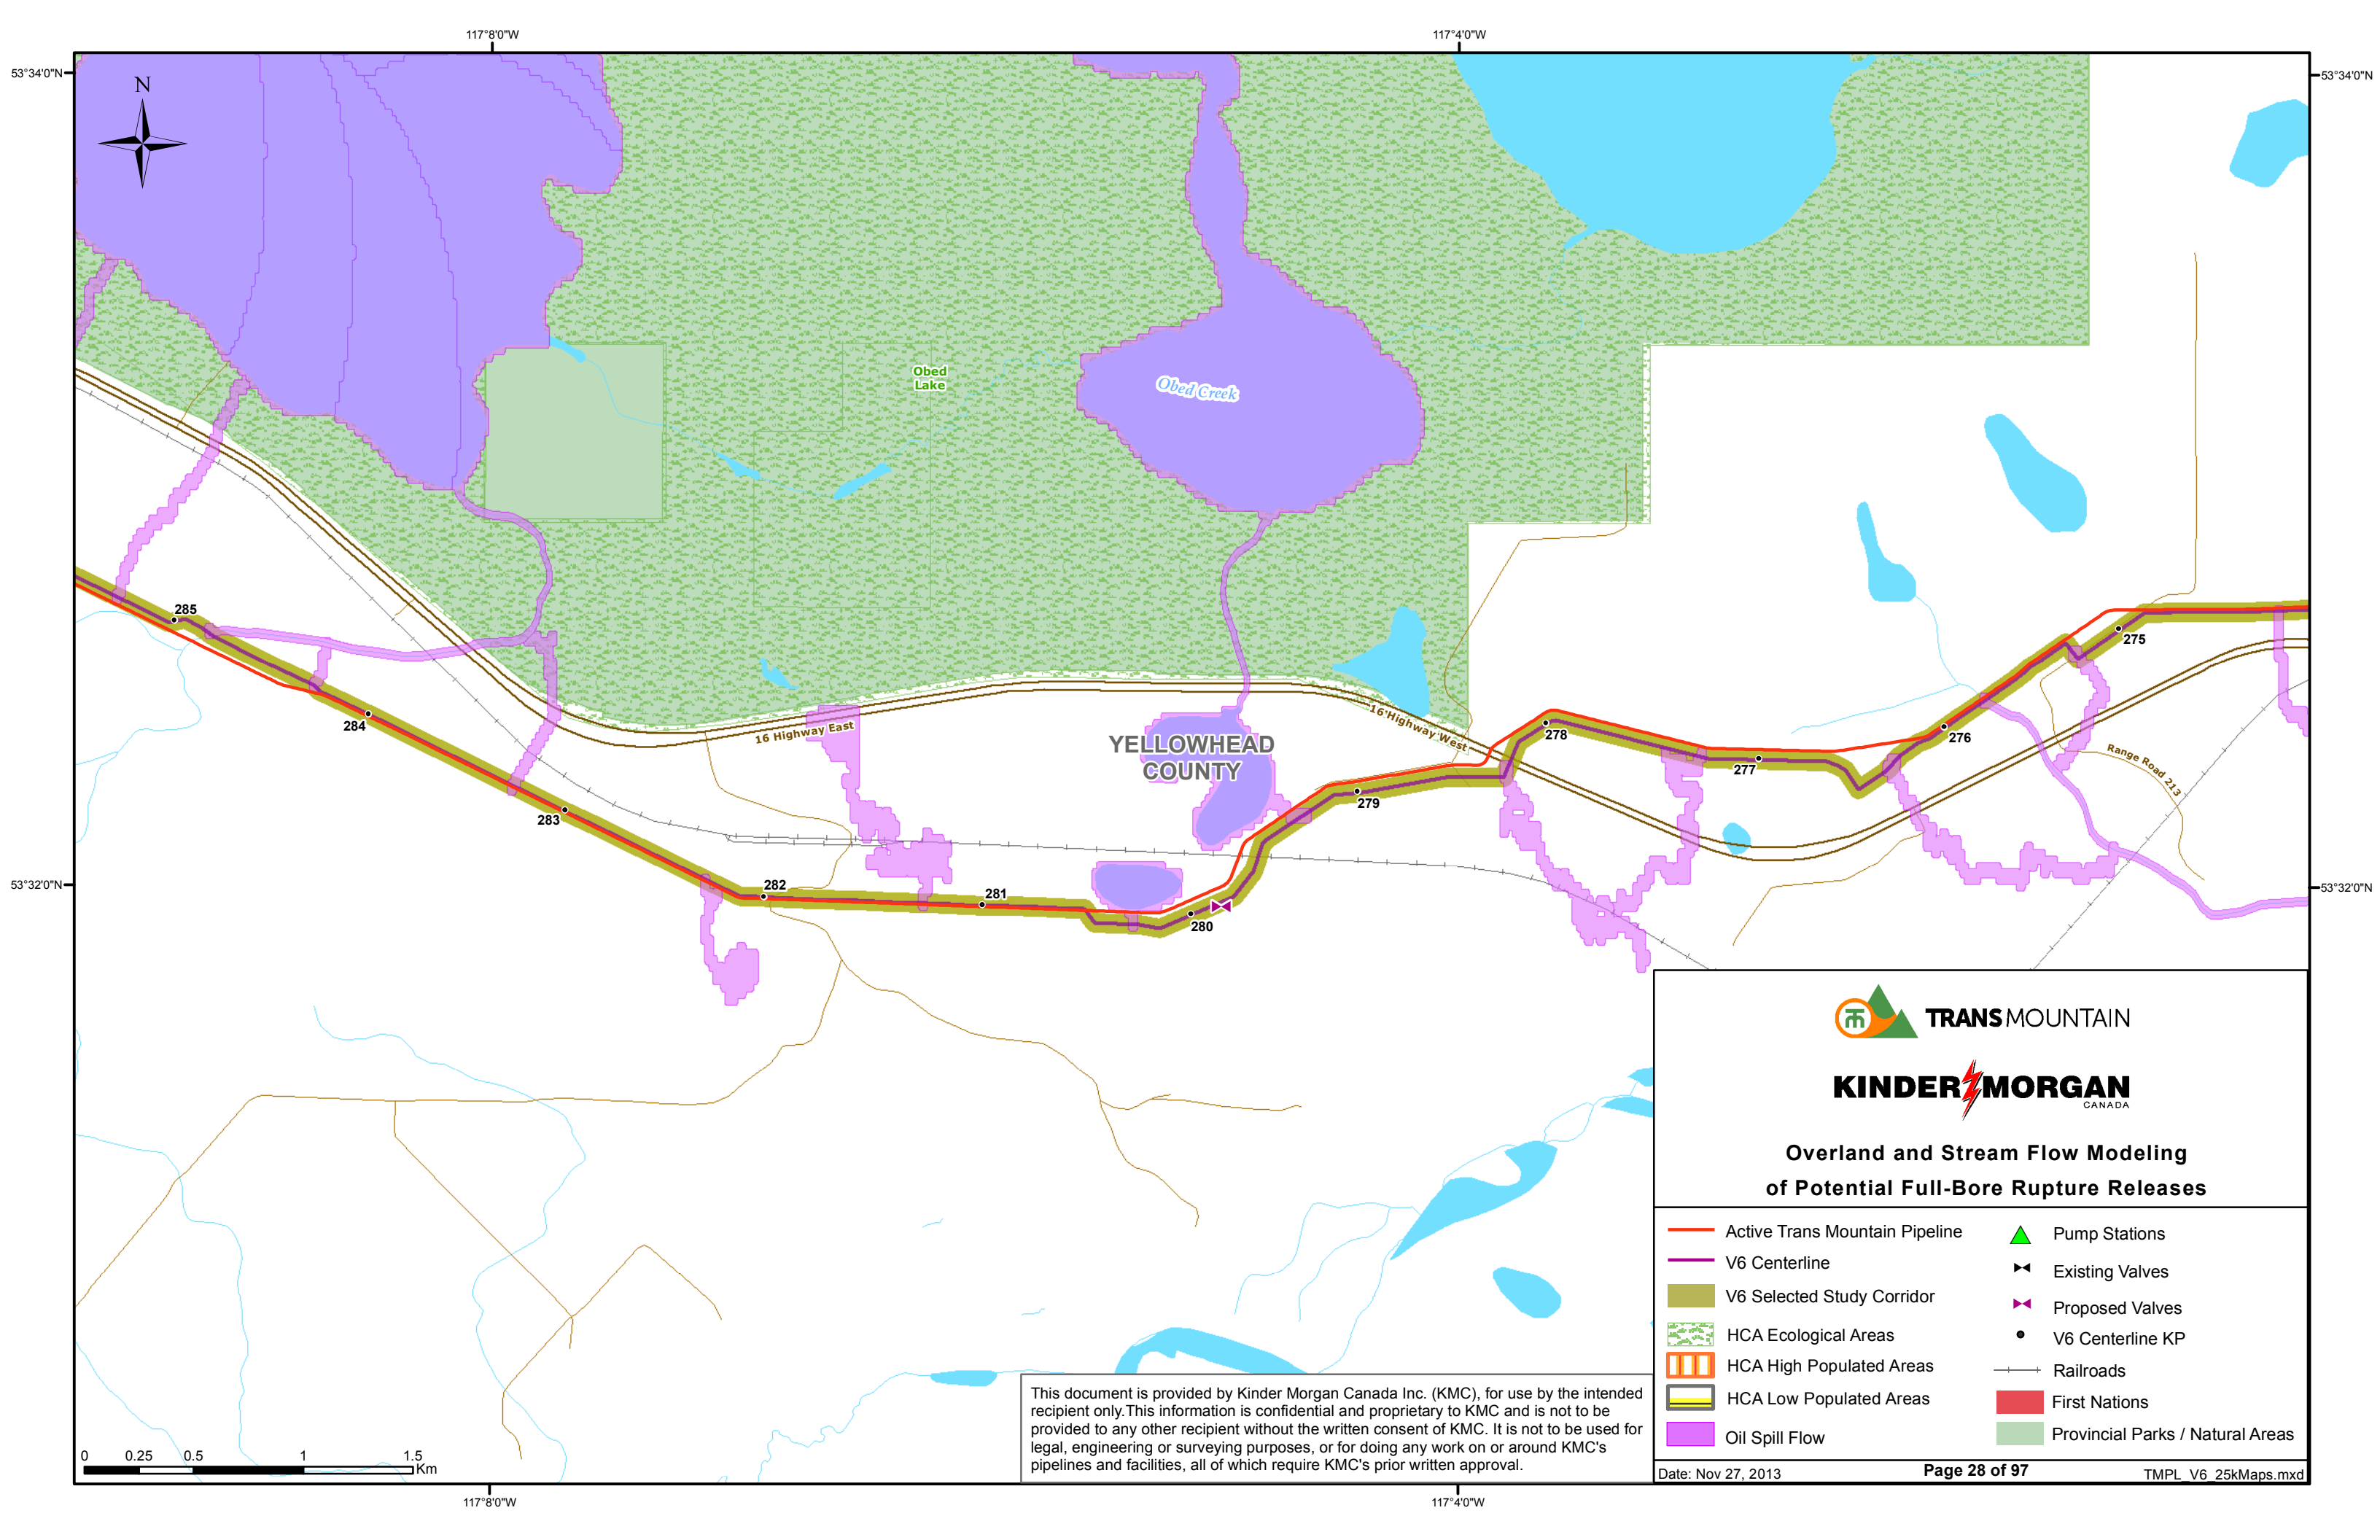 117°8'0"W
117°4'0"W
53°34'0"N
53°34'0"N
N
Obed
Lake
Obed Creek
285
284
283
282
281
280
279
278
277
276
275
16 Highway East
16 Highway West
Range Road 213
YELLOWHEAD
COUNTY
53°32'0"N
53°32'0"N
TRANSMOUNTAIN
KINDER MORGAN
CANADA
Overland and Stream Flow Modeling
of Potential Full-Bore Rupture Releases
Active Trans Mountain Pipeline
V6 Centerline
V6 Selected Study Corridor
HCA Ecological Areas
HCA High Populated Areas
HCA Low Populated Areas
Oil Spill Flow
Pump Stations
Existing Valves
Proposed Valves
V6 Centerline KP
Railroads
First Nations
Provincial Parks / Natural Areas
Date: Nov 27, 2013
Page 28 of 97
TMPL_V6_25kMaps.mxd
This document is provided by Kinder Morgan Canada Inc. (KMC), for use by the intended
recipient only.This information is confidential and proprietary to KMC and is not to be
provided to any other recipient without the written consent of KMC. It is not to be used for
legal, engineering or surveying purposes, or for doing any work on or around KMC's
pipelines and facilities, all of which require KMC's prior written approval.
0 0.25 0.5 1 1.5
Km
117°8'0"W
117°4'0"W